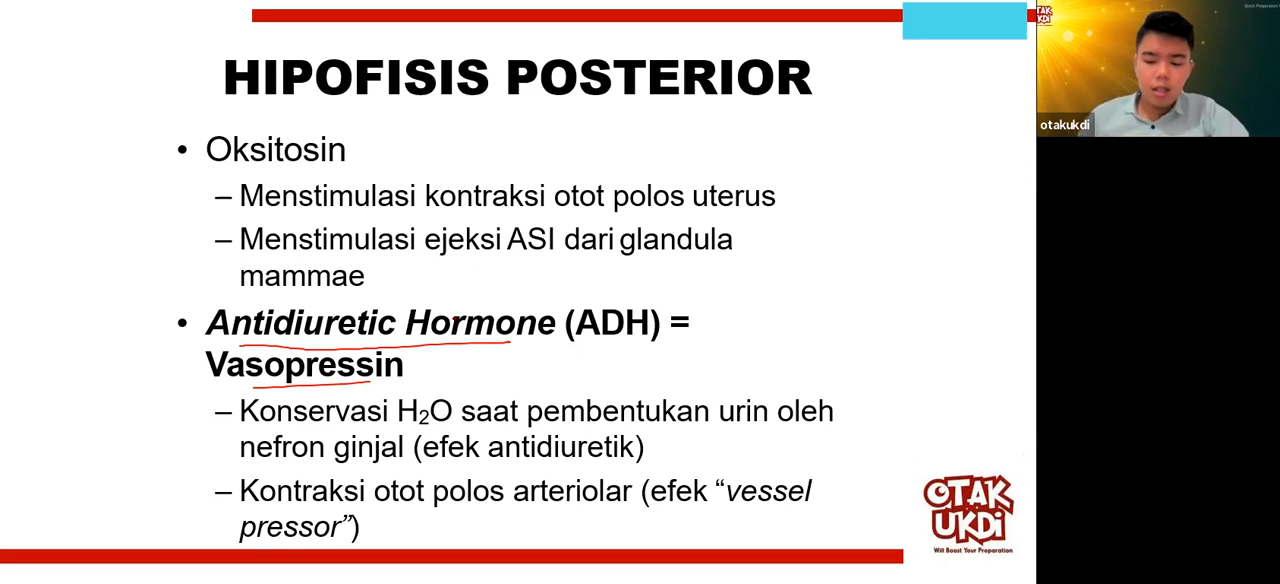 HIPOFISIS POSTERIOR
• Oksitosin
– Menstimulasi kontraksi otot polos uterus
– Menstimulasi ejeksi ASI dari glandula
mammae
• Antidiuretic Hormone (ADH) =
Vasopressin
– Konservasi H₂O saat pembentukan urin oleh
nefron ginjal (efek antidiuretik)
– Kontraksi otot polos arteriolar (efek “vessel
pressor”)
OTAK
UKDi
Will Boost Your Preparation
TAK
UKDi
otakukdi